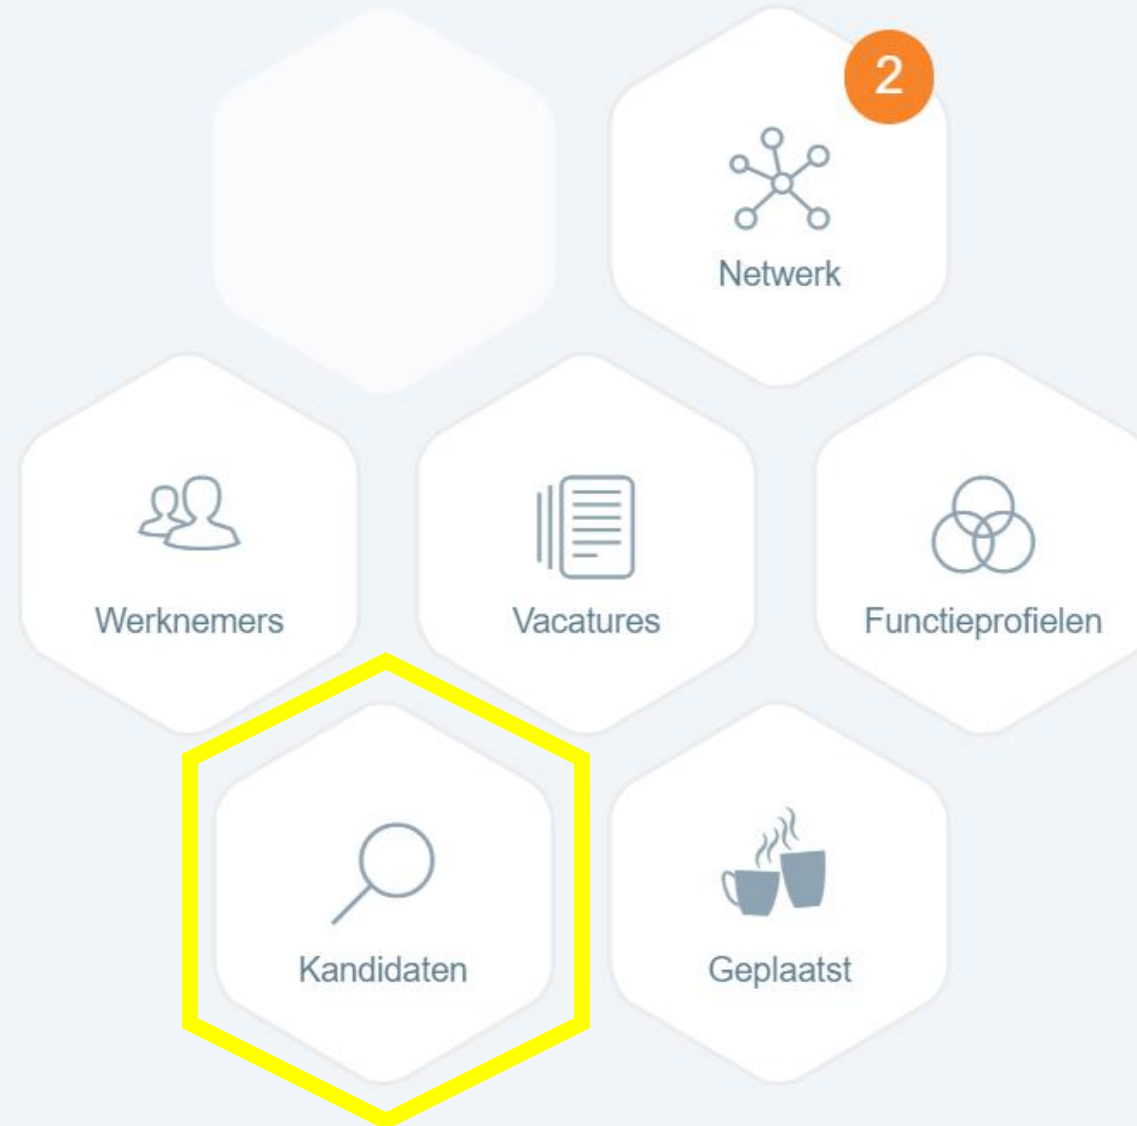 2
Netwerk
Werknemers
Vacatures
Functieprofielen
Kandidaten
Geplaatst